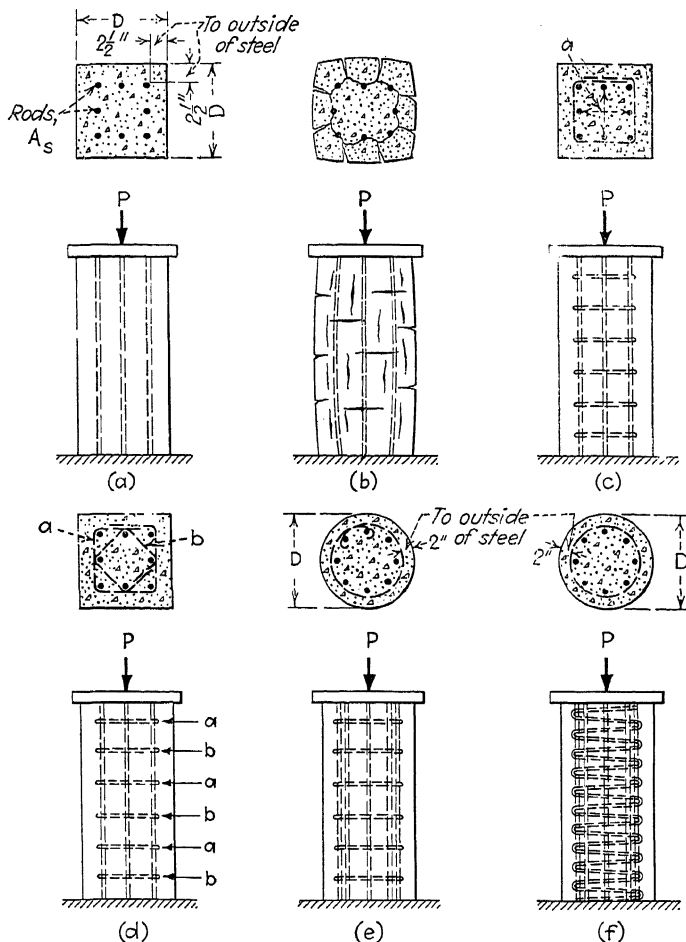 D
2½"
To outside
of steel
2½"
D
Rods,
As
a
P
P
P
(a)
(b)
(c)
a
b
D
To outside
of steel
2"
2"
D
P
P
P
a
b
a
b
a
b
(d)
(e)
(f)